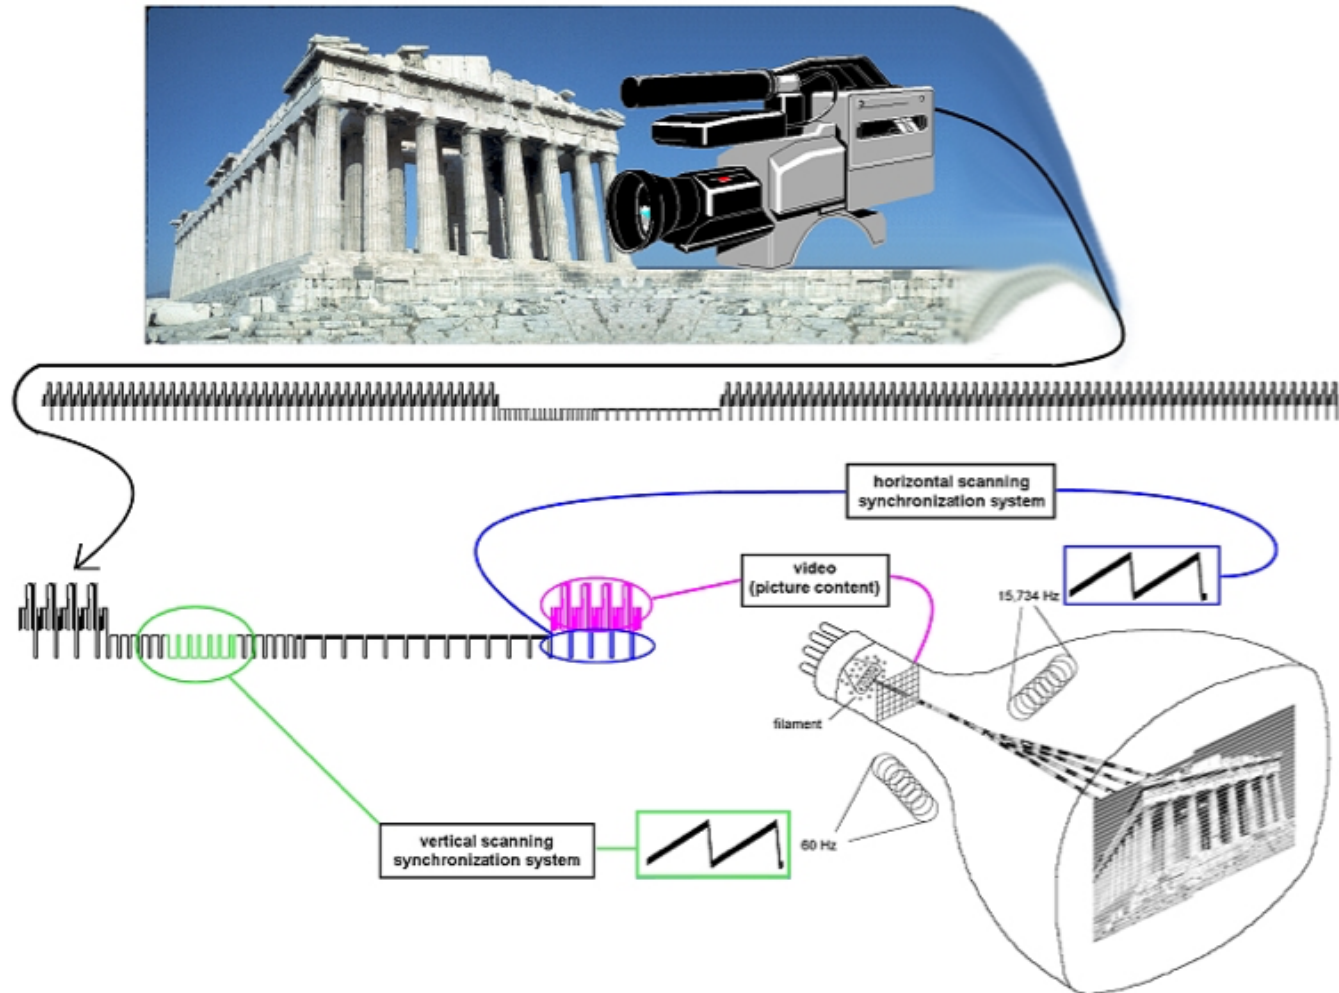 horizontal scanning
synchronization system
video
(picture content)
15,734 Hz
filament
vertical scanning
synchronization system
60 Hz